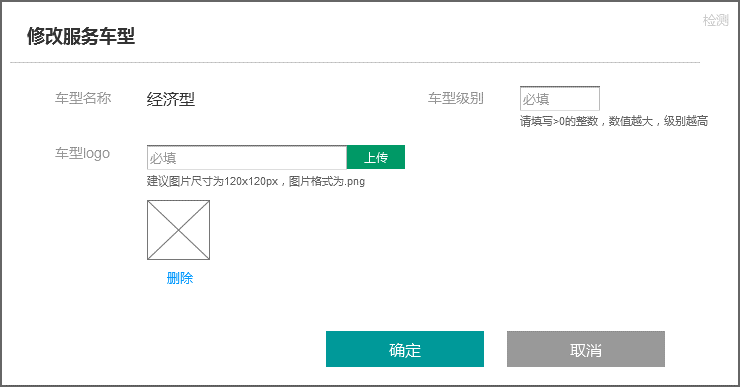 检测
修改服务车型
车型名称 经济型 车型级别 必填
请填写>0的整数，数值越大，级别越高
车型logo 必填 上传
建议图片尺寸为120x120px，图片格式为.png
删除
确定 取消